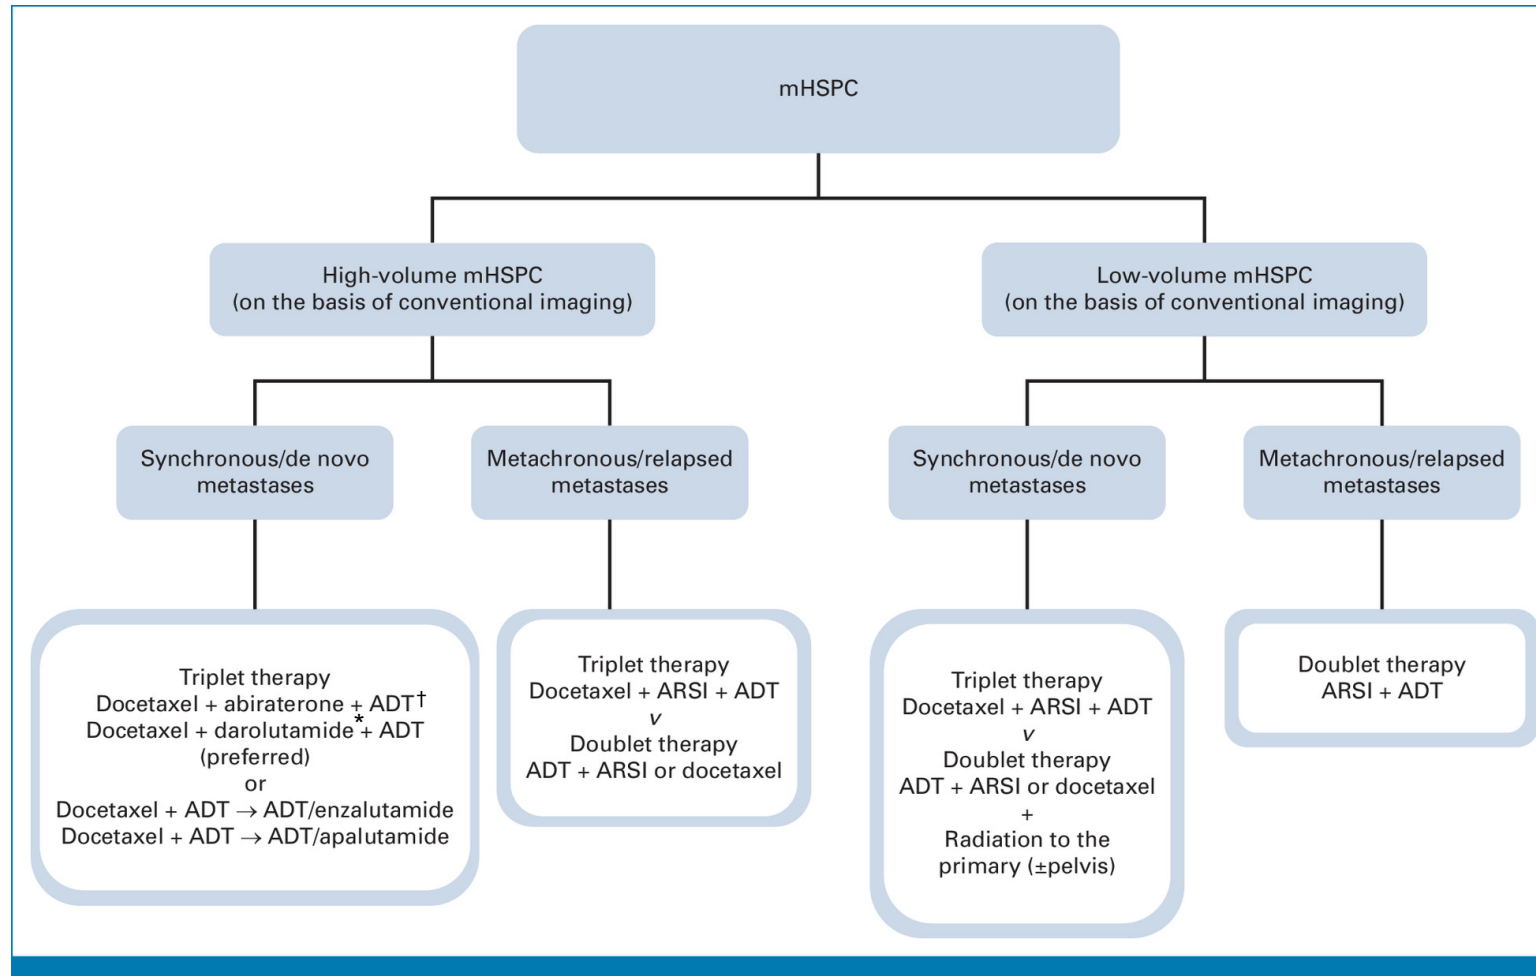 mHSPC
High-volume mHSPC
(on the basis of conventional imaging)
Low-volume mHSPC
(on the basis of conventional imaging)
Synchronous/de novo
metastases
Metachronous/relapsed
metastases
Synchronous/de novo
metastases
Metachronous/relapsed
metastases
Triplet therapy
Docetaxel + abiraterone + ADT†
Docetaxel + darolutamide* + ADT
(preferred)
or
Docetaxel + ADT → ADT/enzalutamide
Docetaxel + ADT → ADT/apalutamide
Triplet therapy
Docetaxel + ARSI + ADT
v
Doublet therapy
ADT + ARSI or docetaxel
Triplet therapy
Docetaxel + ARSI + ADT
v
Doublet therapy
ADT + ARSI or docetaxel
+
Radiation to the
primary (±pelvis)
Doublet therapy
ARSI + ADT